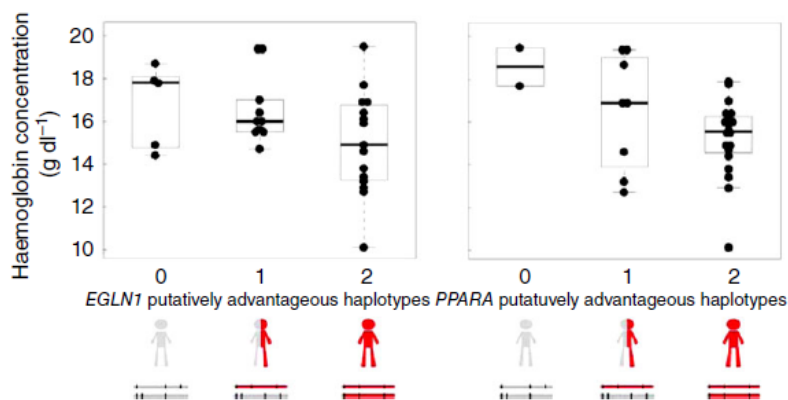 Haemoglobin concentration
(g dl⁻¹)
20
18
16
14
12
10
0 1 2
0 1 2
EGLN1 putatively advantageous haplotypes
PPARA putatuvely advantageous haplotypes